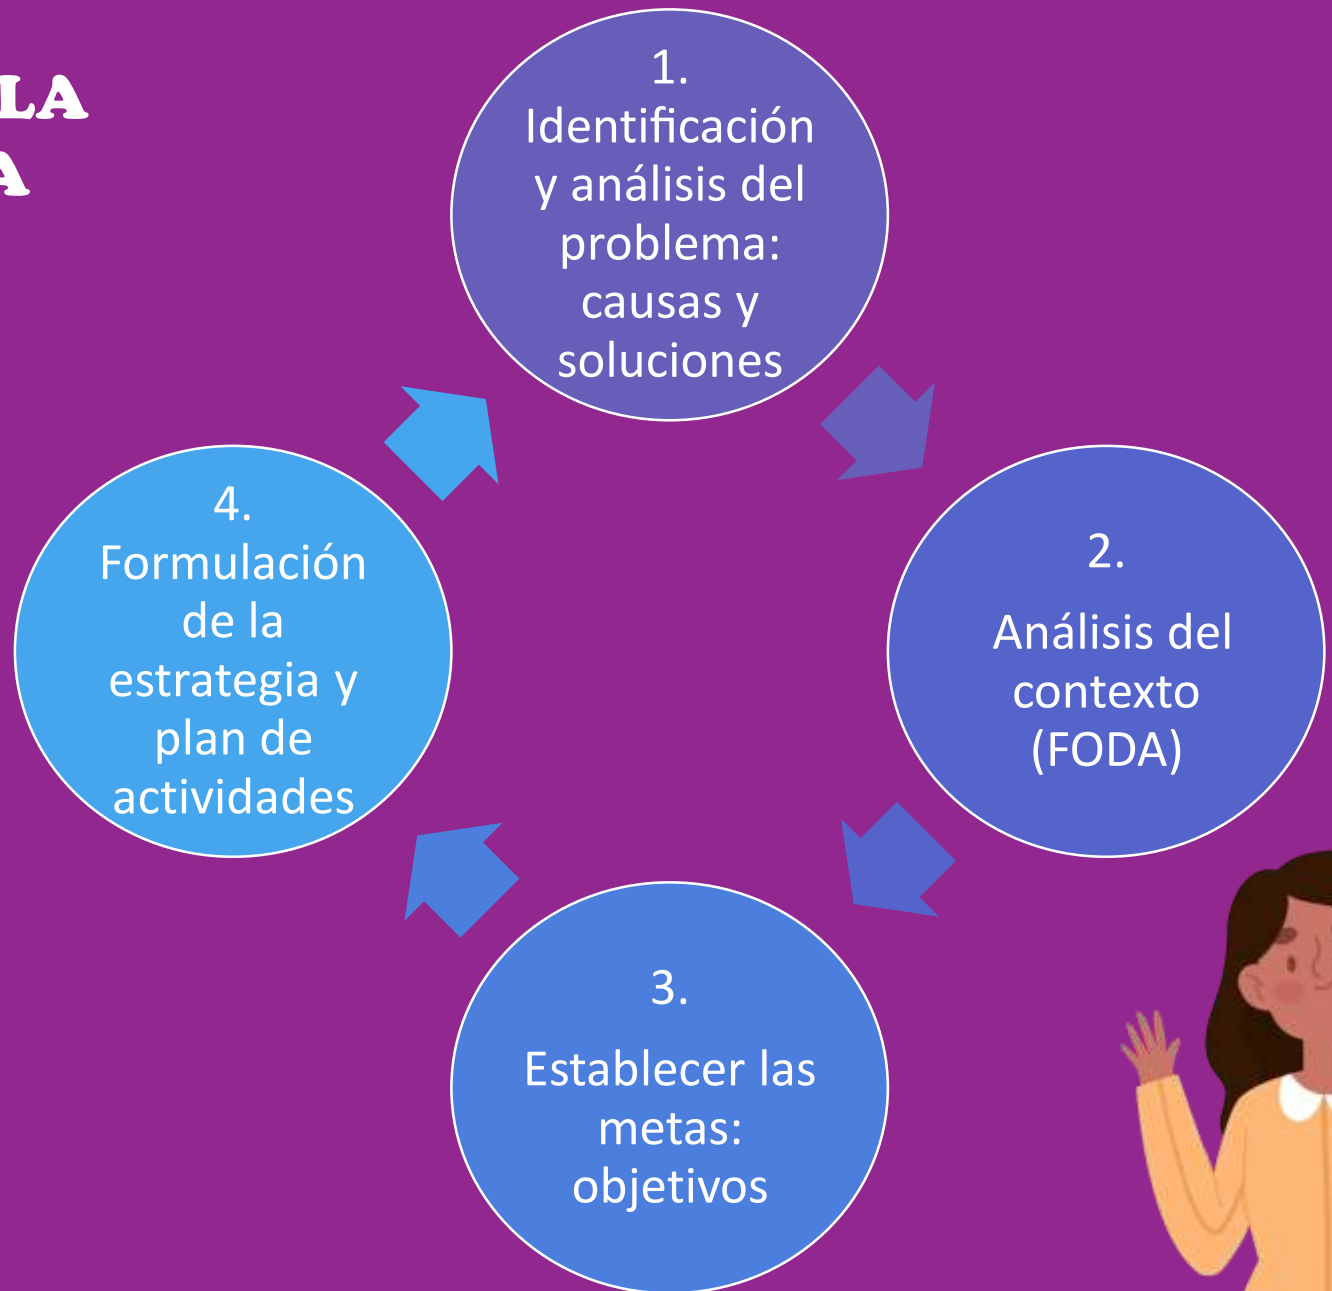 LA
A
1.
Identificación
y análisis del
problema:
causas y
soluciones
2.
Análisis del
contexto
(FODA)
3.
Establecer las
metas:
objetivos
4.
Formulación
de la
estrategia y
plan de
actividades